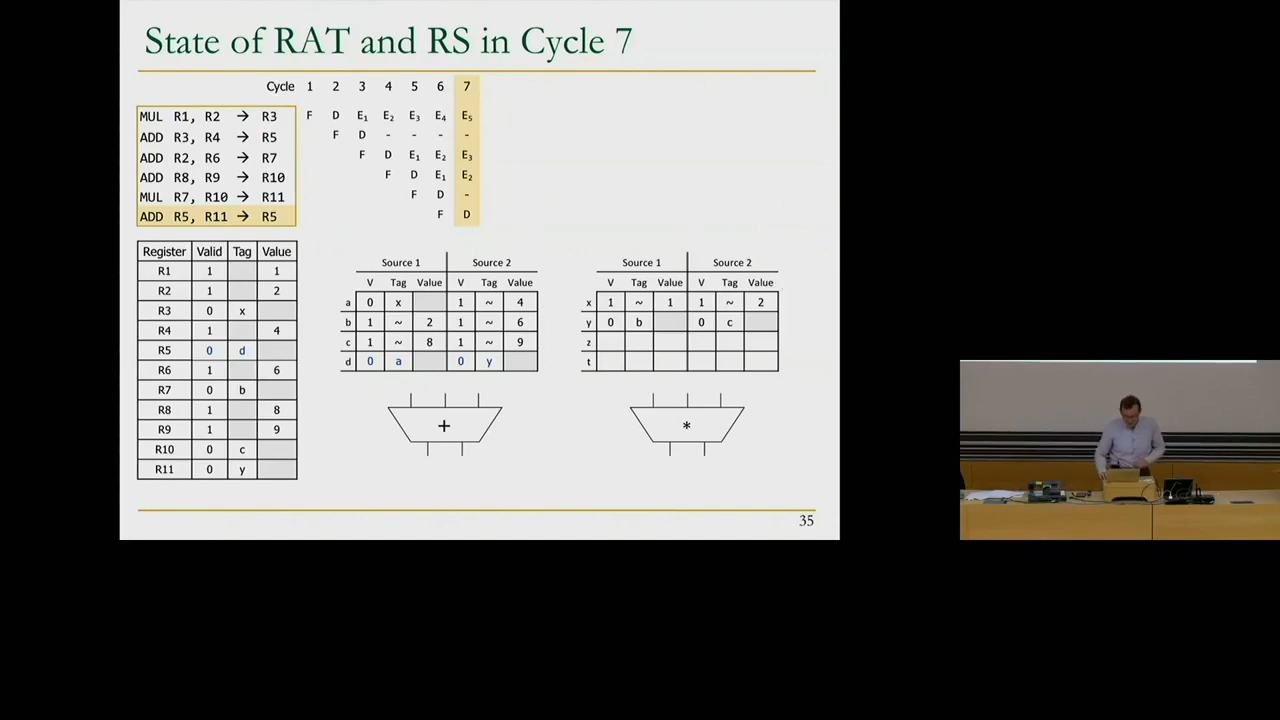 State of RAT and RS in Cycle 7
Cycle 1 2 3 4 5 6 7
MUL R1, R2 → R3 F D E1 E2 E3 E4 E5
ADD R3, R4 → R5 F D - - - -
ADD R2, R6 → R7 F D E1 E2 E3
ADD R8, R9 → R10 F D E1 E2
MUL R7, R10 → R11 F D -
ADD R5, R11 → R5 F D
Register Valid Tag Value
R1 1 1
R2 1 2
R3 0 x
R4 1 4
R5 0 d
R6 1 6
R7 0 b
R8 1 8
R9 1 9
R10 0 c
R11 0 y
Source 1 Source 2
V Tag Value V Tag Value
a 0 x 1 ~ 4
b 1 ~ 2 1 ~ 6
c 1 ~ 8 1 ~ 9
d 0 a 0 y
+
Source 1 Source 2
V Tag Value V Tag Value
x 1 ~ 1 1 ~ 2
y 0 b 0 c
z
t
*
35